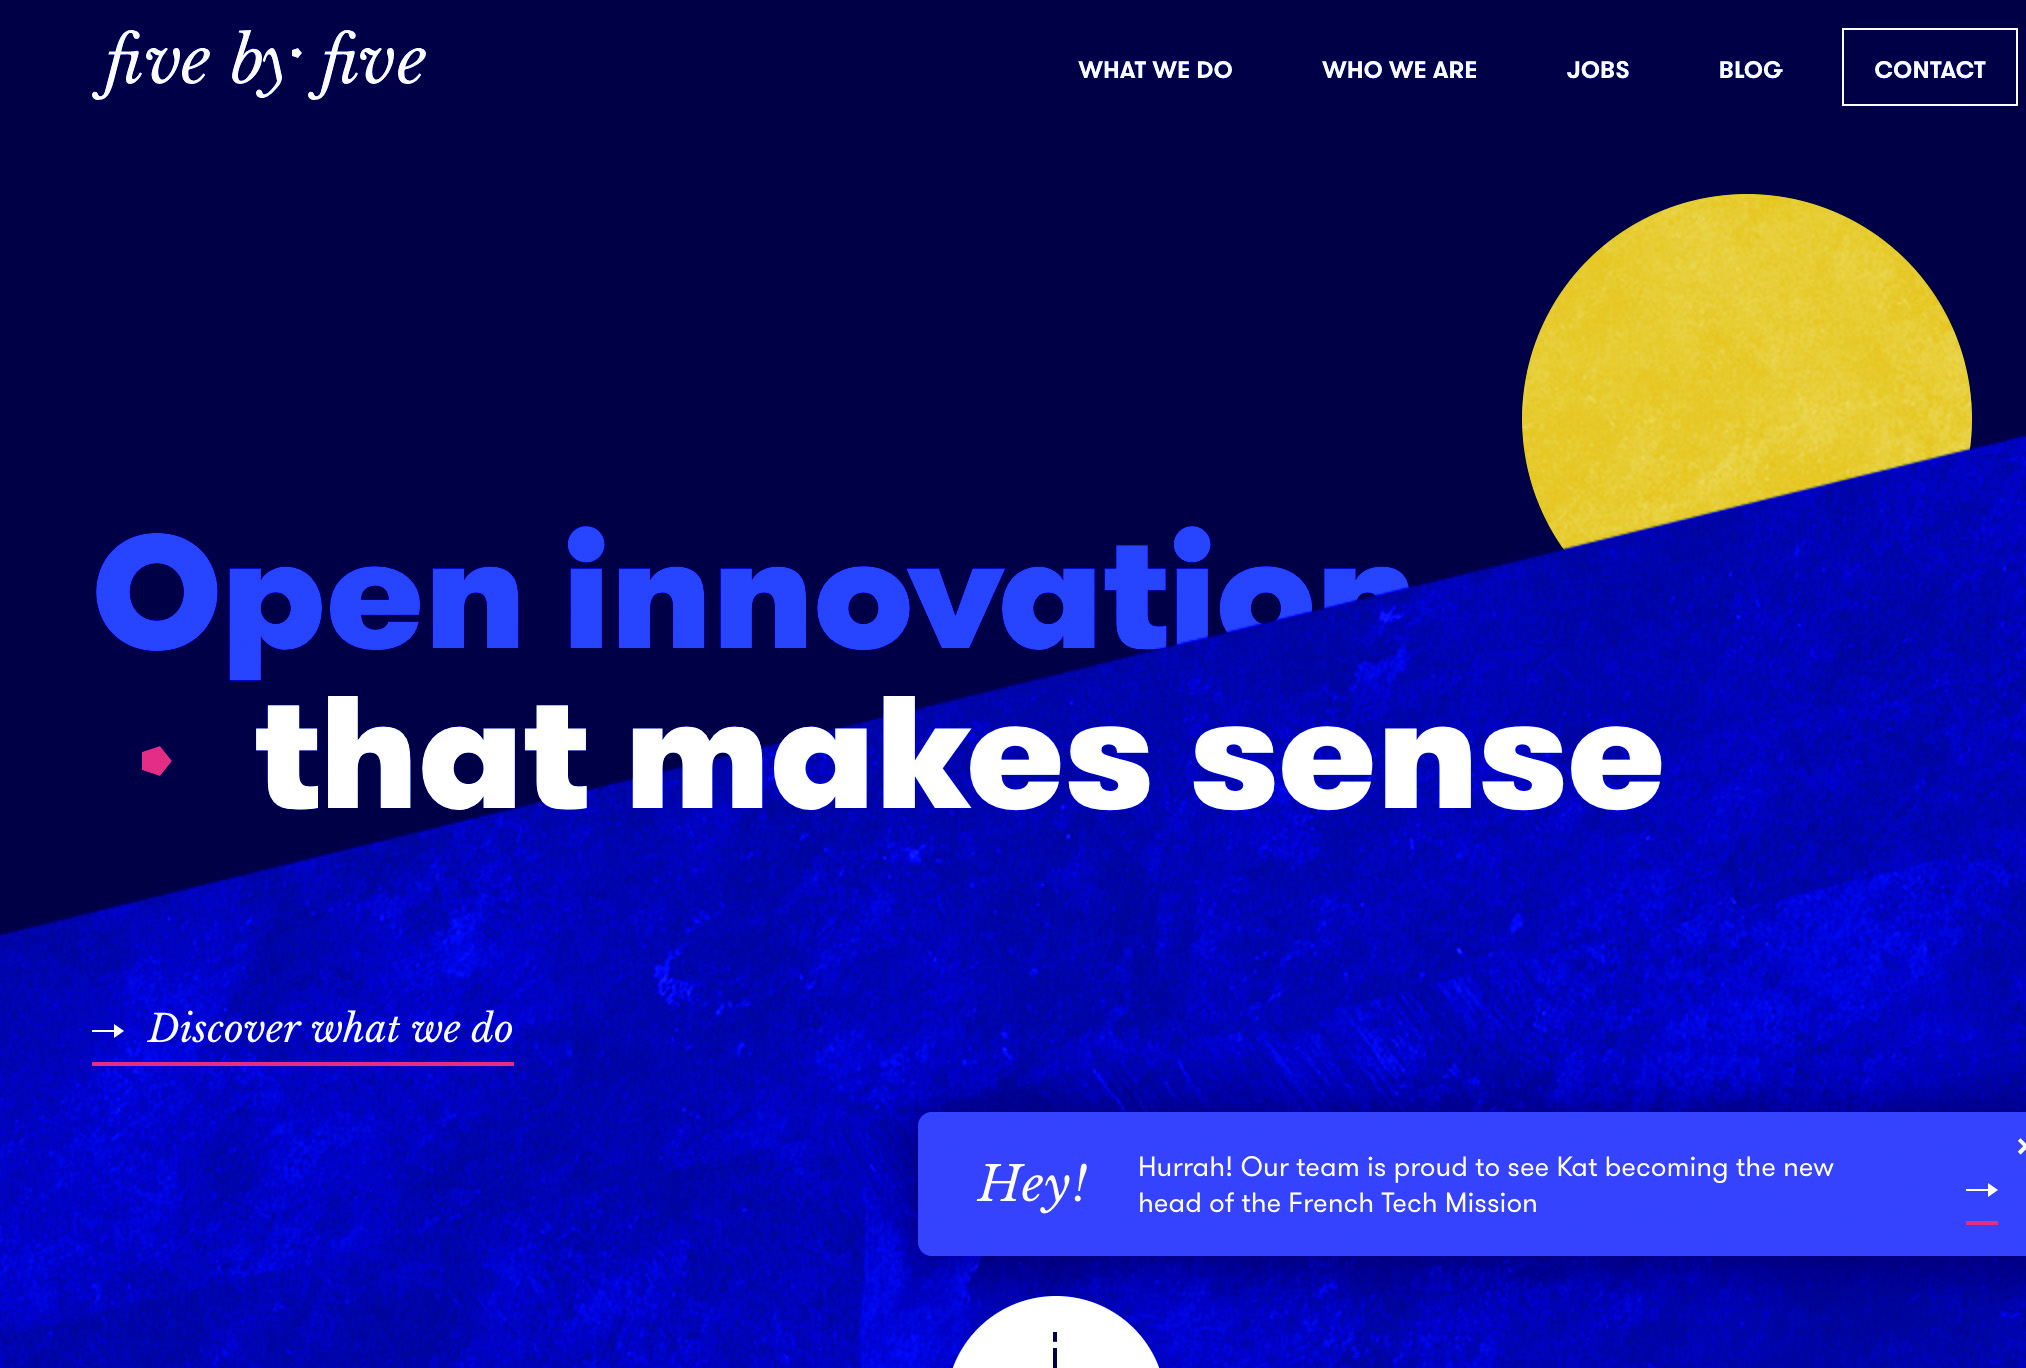 five by five
WHAT WE DO
WHO WE ARE
JOBS
BLOG
CONTACT
Open innovation
that makes sense
Discover what we do
Hey!
Hurrah! Our team is proud to see Kat becoming the new
head of the French Tech Mission